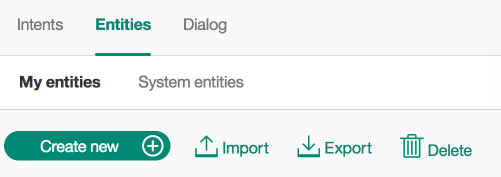 Intents Entities Dialog
My entities System entities
Create new Import Export Delete